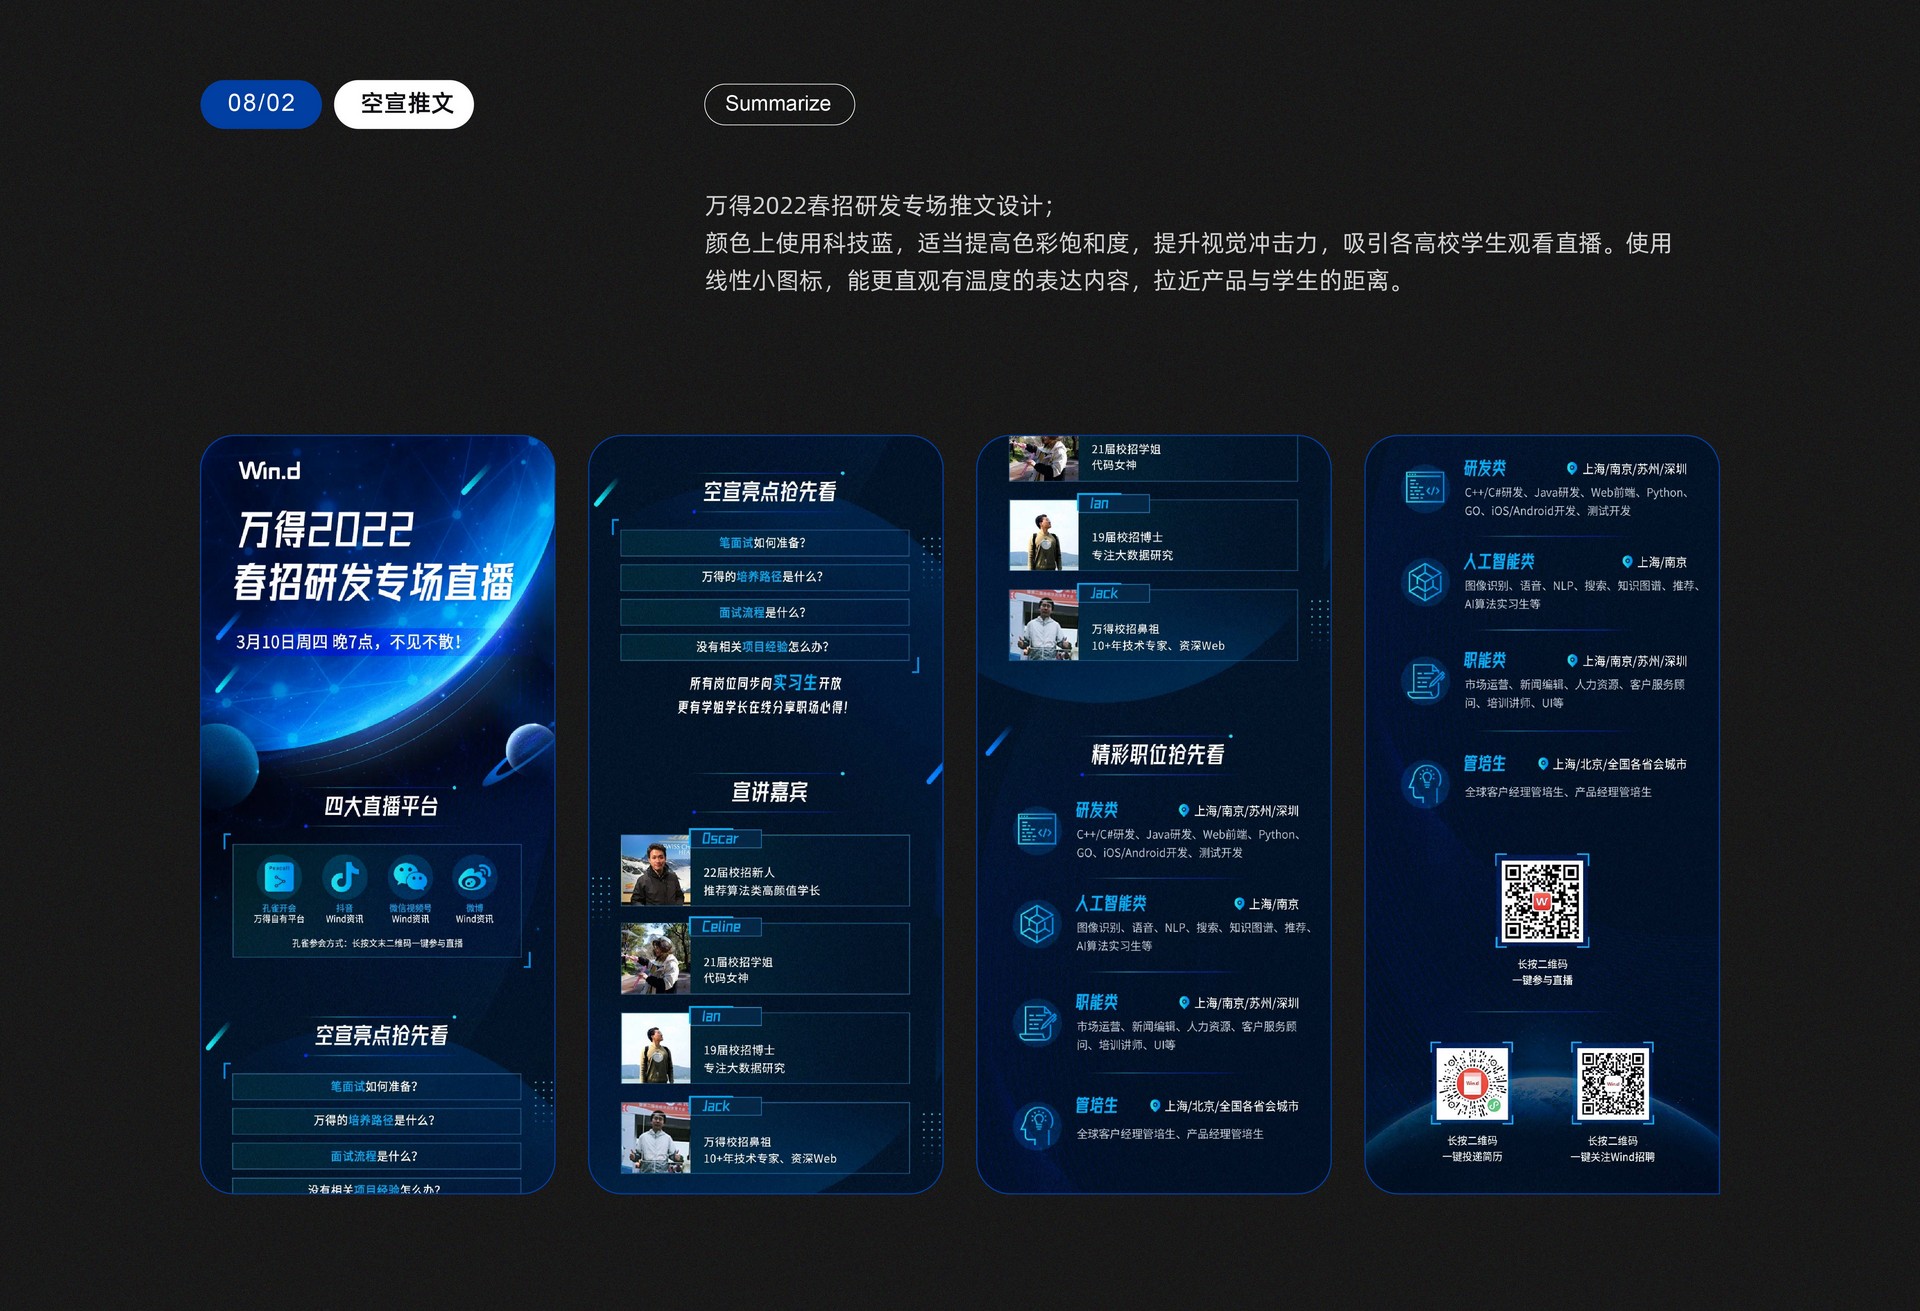 08/02
空宣推文
Summarize
万得2022春招研发专场推文设计；
颜色上使用科技蓝，适当提高色彩饱和度，提升视觉冲击力，吸引各高校学生观看直播。使用
线性小图标，能更直观有温度的表达内容，拉近产品与学生的距离。
Win.d
万得2022
春招研发专场直播
3月10日周四 晚7点，不见不散！
四大直播平台
孔雀开会
万得自有平台
抖音
Wind资讯
微信视频号
Wind资讯
微博
Wind资讯
孔雀参会方式：长按文末二维码一键参与直播
空宣亮点抢先看
笔面试如何准备？
万得的培养路径是什么？
面试流程是什么？
没有相关项目经验怎么办？
空宣亮点抢先看
笔面试如何准备？
万得的培养路径是什么？
面试流程是什么？
没有相关项目经验怎么办？
所有岗位同步向实习生开放
更有学姐学长在线分享职场心得！
宣讲嘉宾
Oscar
22届校招新人
推荐算法类高颜值学长
Celine
21届校招学姐
代码女神
Ian
19届校招博士
专注大数据研究
Jack
万得校招鼻祖
10+年技术专家、资深Web
21届校招学姐
代码女神
Ian
19届校招博士
专注大数据研究
Jack
万得校招鼻祖
10+年技术专家、资深Web
精彩职位抢先看
研发类 上海/南京/苏州/深圳
C++/C#研发、Java研发、Web前端、Python、
GO、iOS/Android开发、测试开发
人工智能类 上海/南京
图像识别、语音、NLP、搜索、知识图谱、推荐、
AI算法实习生等
职能类 上海/南京/苏州/深圳
市场运营、新闻编辑、人力资源、客户服务顾
问、培训讲师、UI等
管培生 上海/北京/全国各省会城市
全球客户经理管培生、产品经理管培生
研发类 上海/南京/苏州/深圳
C++/C#研发、Java研发、Web前端、Python、
GO、iOS/Android开发、测试开发
人工智能类 上海/南京
图像识别、语音、NLP、搜索、知识图谱、推荐、
AI算法实习生等
职能类 上海/南京/苏州/深圳
市场运营、新闻编辑、人力资源、客户服务顾
问、培训讲师、UI等
管培生 上海/北京/全国各省会城市
全球客户经理管培生、产品经理管培生
长按二维码
一键参与直播
长按二维码
一键投递简历
长按二维码
一键关注Wind招聘